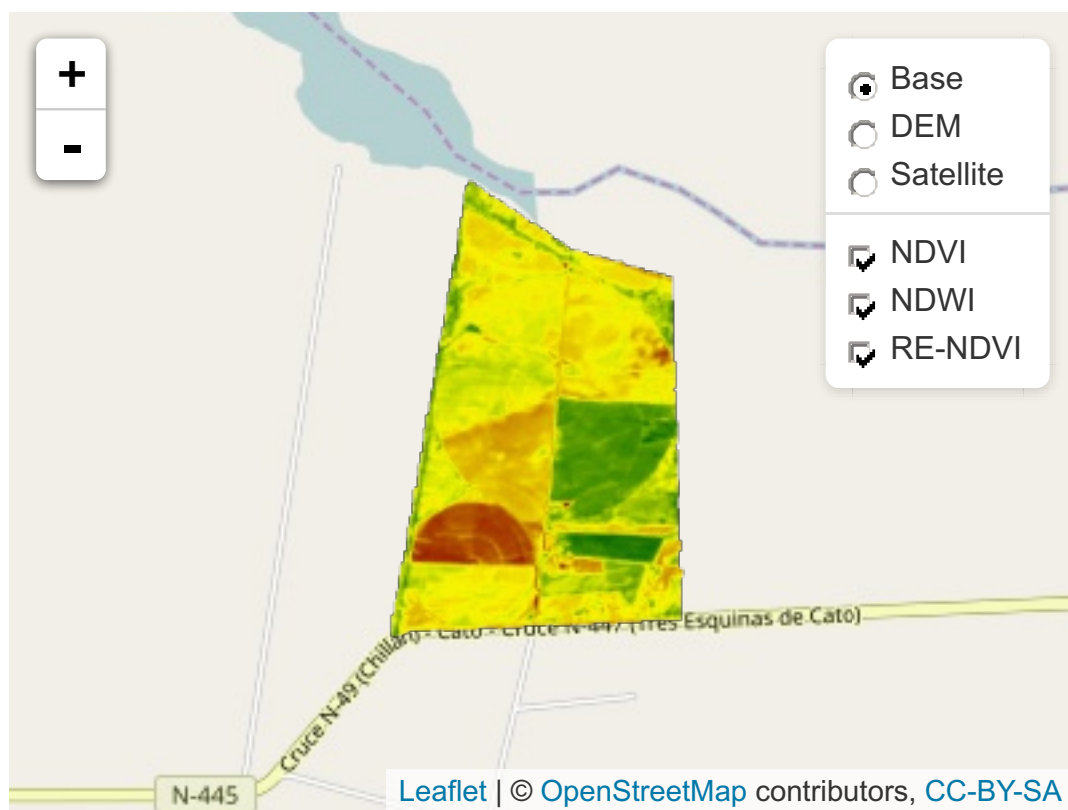 +
-
Base
DEM
Satellite
NDVI
NDWI
RE-NDVI
Cruce N-49 (Chillán) - Cato - Cruce N-447 (Tres Esquinas de Cato)
N-445
Leaflet | © OpenStreetMap contributors, CC-BY-SA